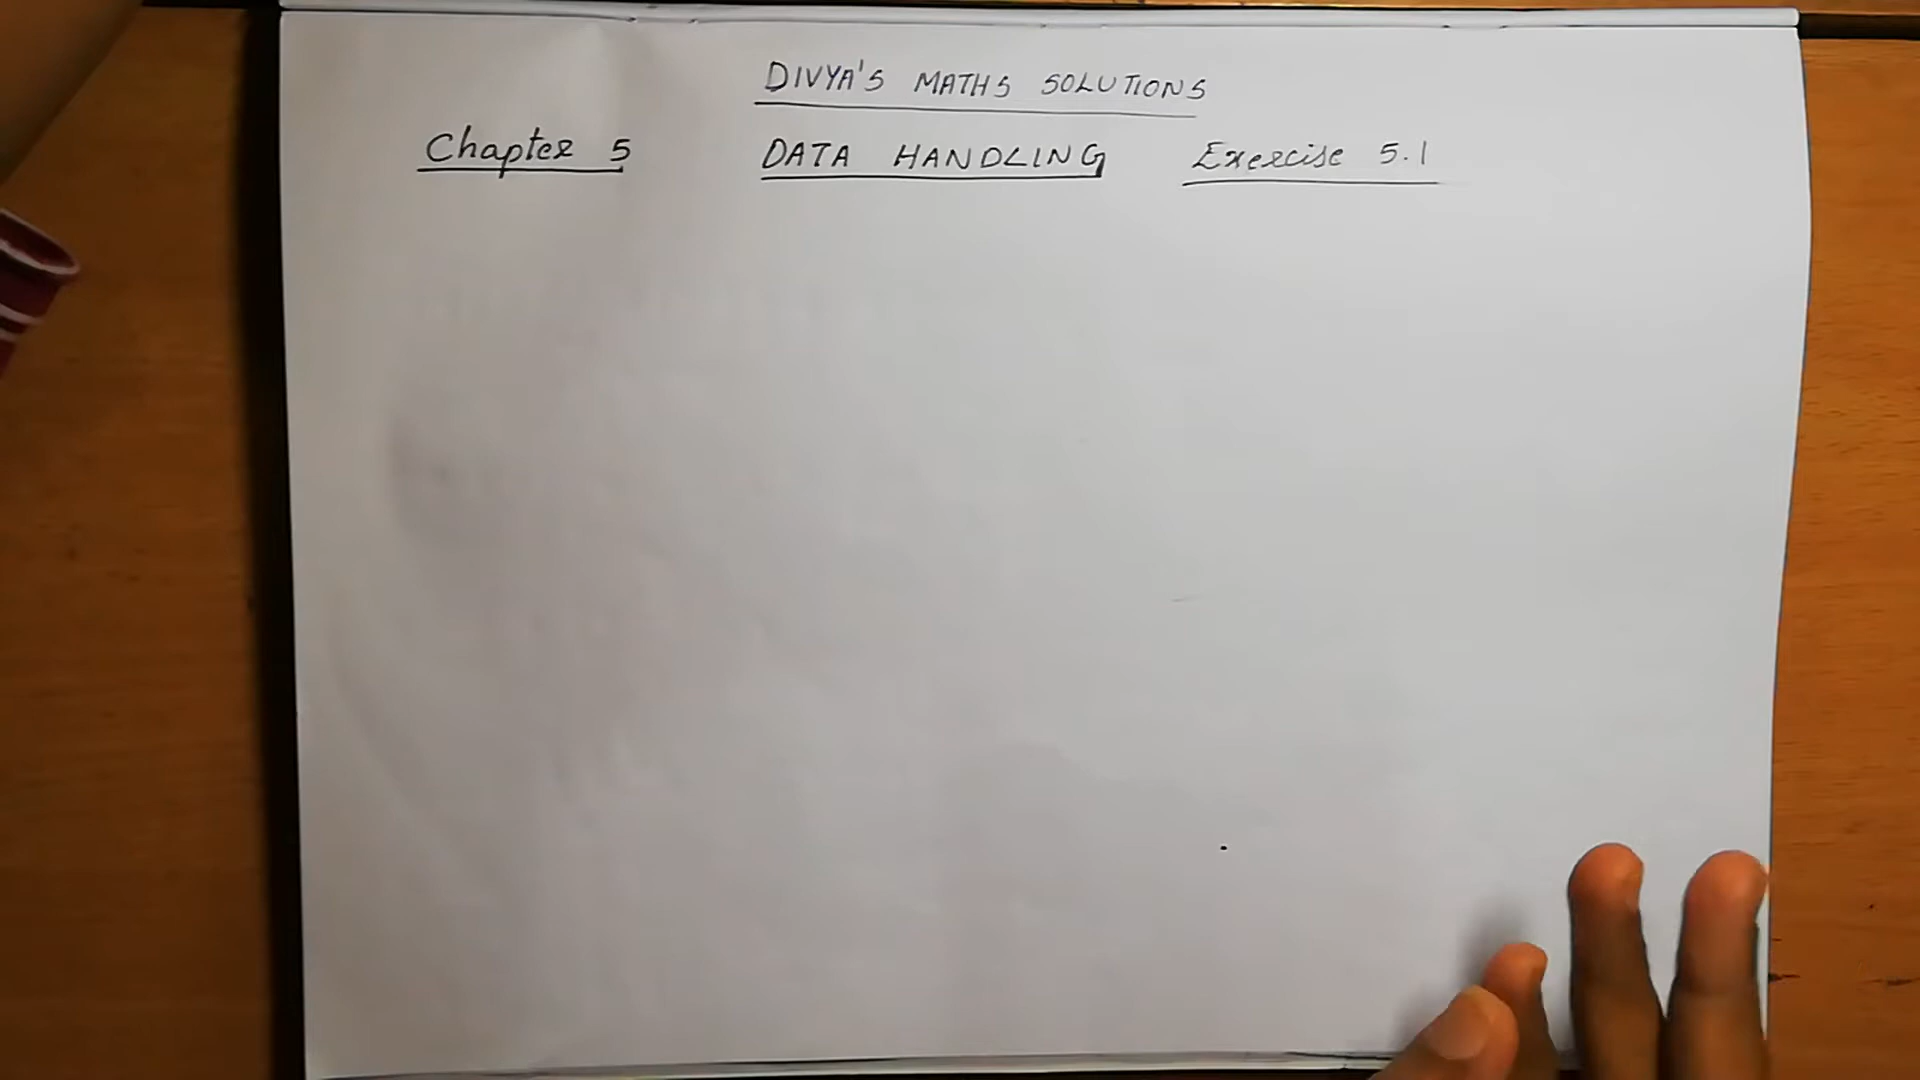 DIVYA'S MATHS SOLUTIONS
Chapter 5 DATA HANDLING Exercise 5.1